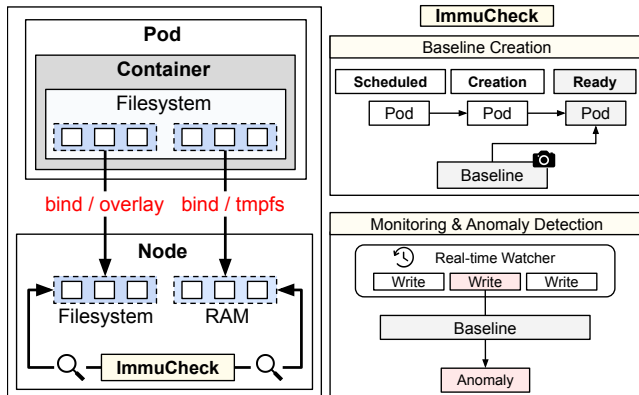 Pod
Container
Filesystem
bind / overlay
bind / tmpfs
Node
Filesystem
RAM
ImmuCheck
ImmuCheck
Baseline Creation
Scheduled
Creation
Ready
Pod
Pod
Pod
Baseline
Monitoring & Anomaly Detection
Real-time Watcher
Write
Write
Write
Baseline
Anomaly